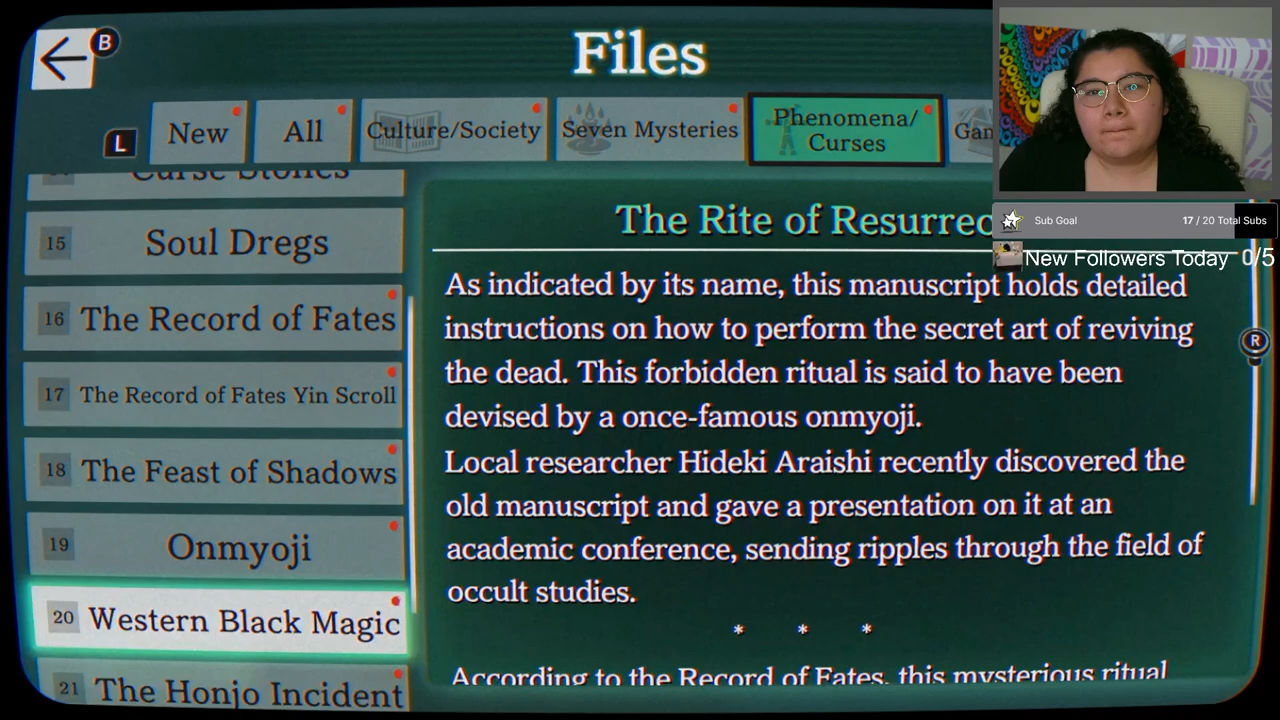 B
Files
L
New
All
Culture/Society
Seven Mysteries
Phenomena/
Curses
Curse Stones
15 Soul Dregs
16 The Record of Fates
17 The Record of Fates Yin Scroll
18 The Feast of Shadows
19 Onmyoji
20 Western Black Magic
21 The Honjo Incident
The Rite of
As indicated by its name, this manuscript holds detailed
instructions on how to perform the secret art of reviving
the dead. This forbidden ritual is said to have been
devised by a once-famous onmyoji.
Local researcher Hideki Araishi recently discovered the
old manuscript and gave a presentation on it at an
academic conference, sending ripples through the field of
occult studies.
* * *
According to the Record of Fates, this mysterious ritual
R
Sub Goal 17 / 20 Total Subs
New Followers Today 0/5